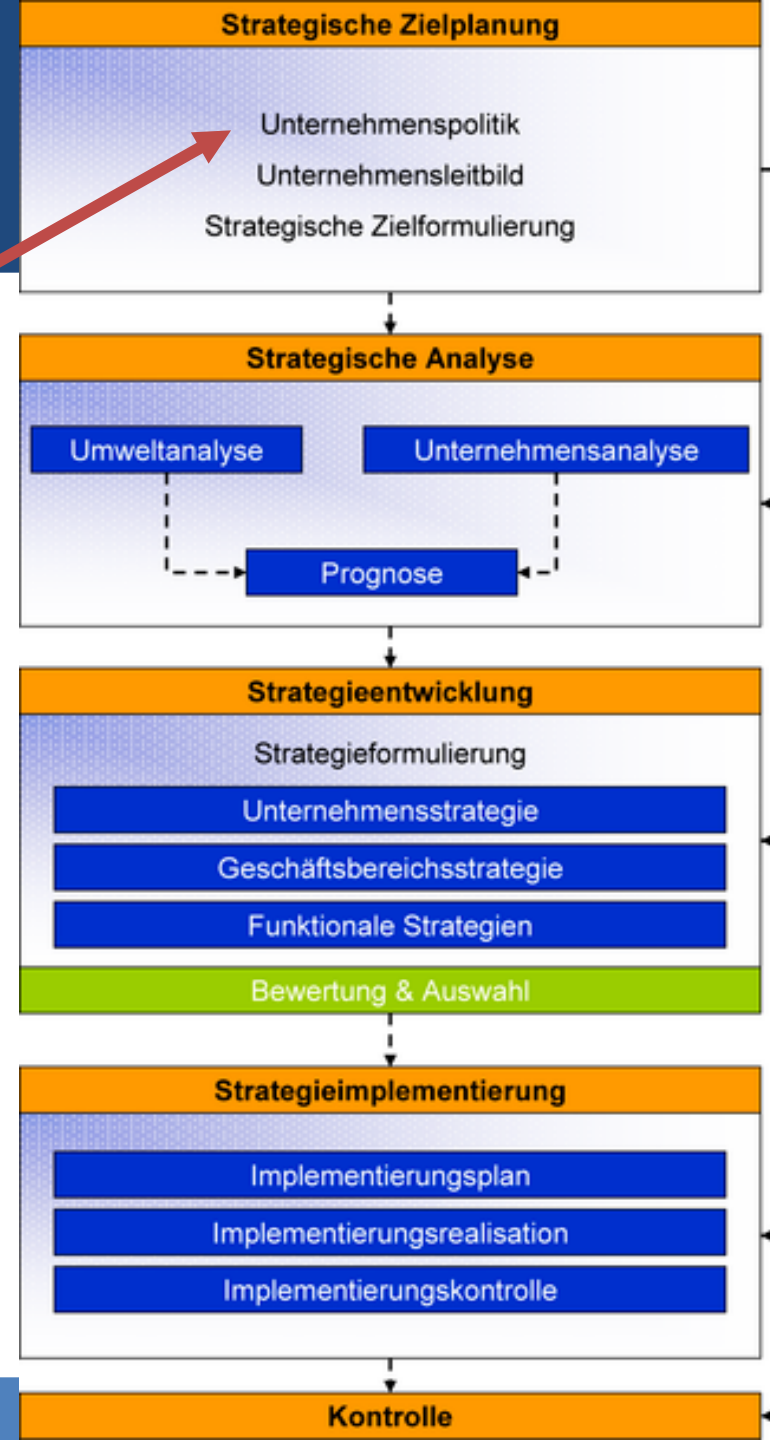 Strategische Zielplanung
Unternehmenspolitik
Unternehmensleitbild
Strategische Zielformulierung
Strategische Analyse
Umweltanalyse
Unternehmensanalyse
Prognose
Strategieentwicklung
Strategieformulierung
Unternehmensstrategie
Geschäftsbereichsstrategie
Funktionale Strategien
Bewertung & Auswahl
Strategieimplementierung
Implementierungsplan
Implementierungsrealisation
Implementierungskontrolle
Kontrolle